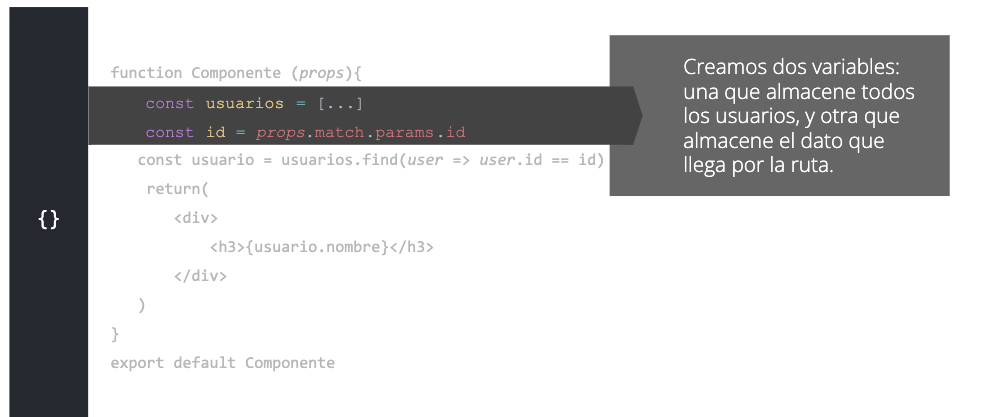 {}
function Componente (props){
const usuarios = [...]
const id = props.match.params.id
const usuario = usuarios.find(user => user.id == id)
return(
<div>
<h3>{usuario.nombre}</h3>
</div>
)
}
export default Componente
Creamos dos variables:
una que almacene todos
los usuarios, y otra que
almacene el dato que
llega por la ruta.